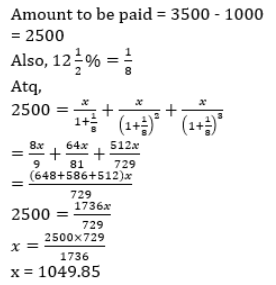 Amount to be paid = 3500 - 1000
= 2500
Also, 12 1/2 % = 1/8
Atq,
2500 = x/(1+1/8) + x/(1+1/8)^2 + x/(1+1/8)^3
= 8x/9 + 64x/81 + 512x/729
= (648+586+512)x/729
2500 = 1736x/729
x = 2500×729/1736
x = 1049.85